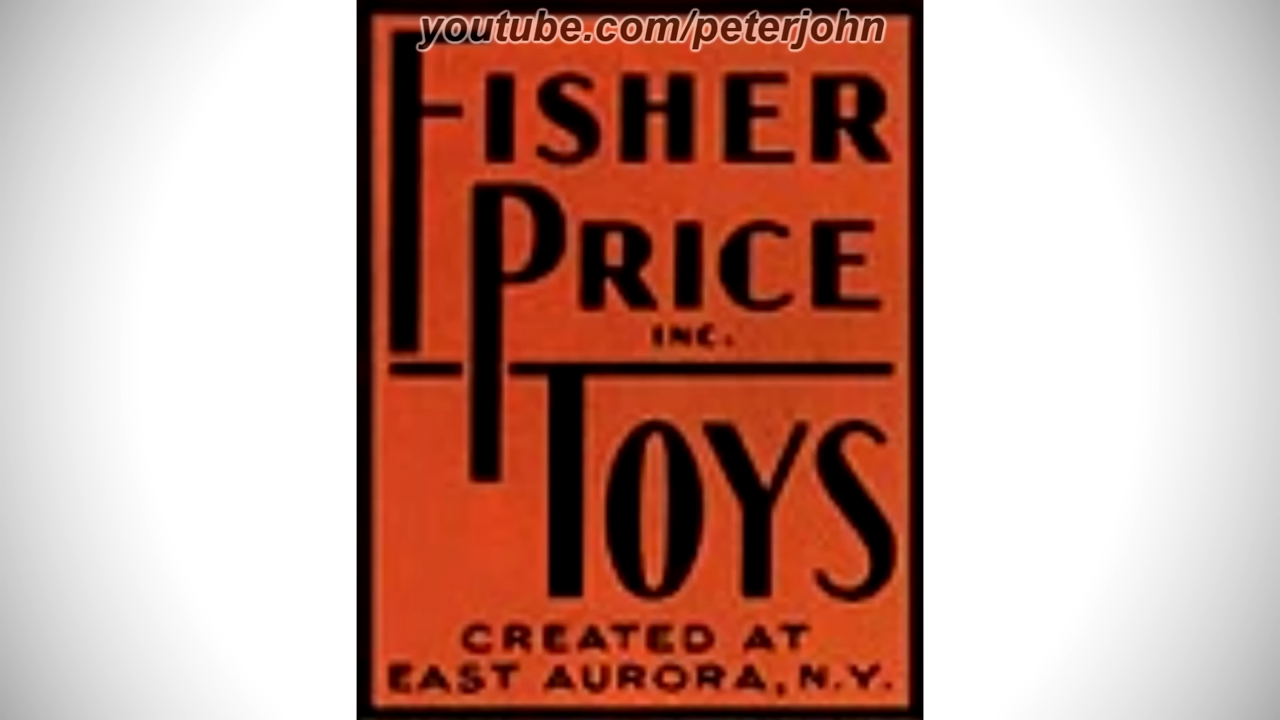 youtube.com/peterjohn
FISHER
PRICE
INC.
TOYS
CREATED AT
EAST AURORA, N.Y.